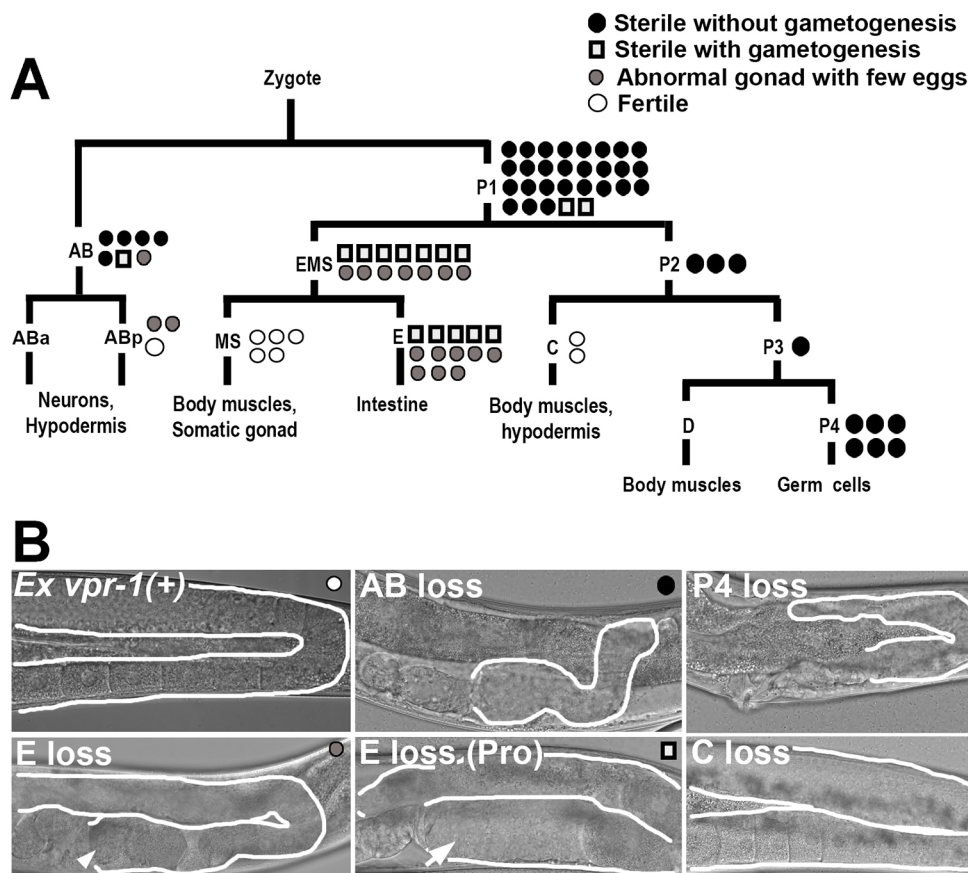 A
Sterile without gametogenesis
Sterile with gametogenesis
Abnormal gonad with few eggs
Fertile
Zygote
P1
AB
EMS
P2
ABa
ABp
MS
E
C
P3
Neurons,
Hypodermis
Body muscles,
Somatic gonad
Intestine
Body muscles,
hypodermis
D
P4
Body muscles
Germ cells
B
Ex vpr-1(+)
AB loss
P4 loss
E loss
E loss (Pro)
C loss